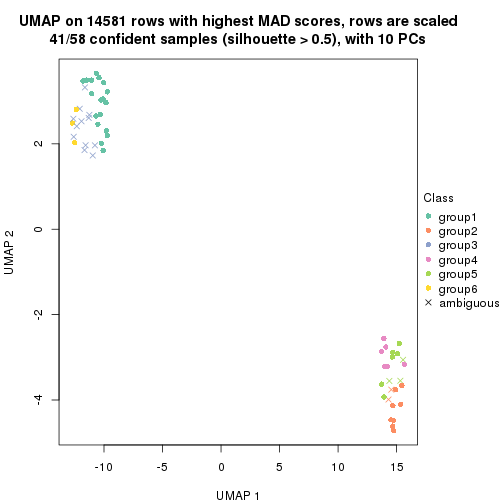 UMAP on 14581 rows with highest MAD scores, rows are scaled
41/58 confident samples (silhouette > 0.5), with 10 PCs
UMAP 2
2
0
-2
-4
-10
-5
0
5
10
15
UMAP 1
Class
group1
group2
group3
group4
group5
group6
ambiguous